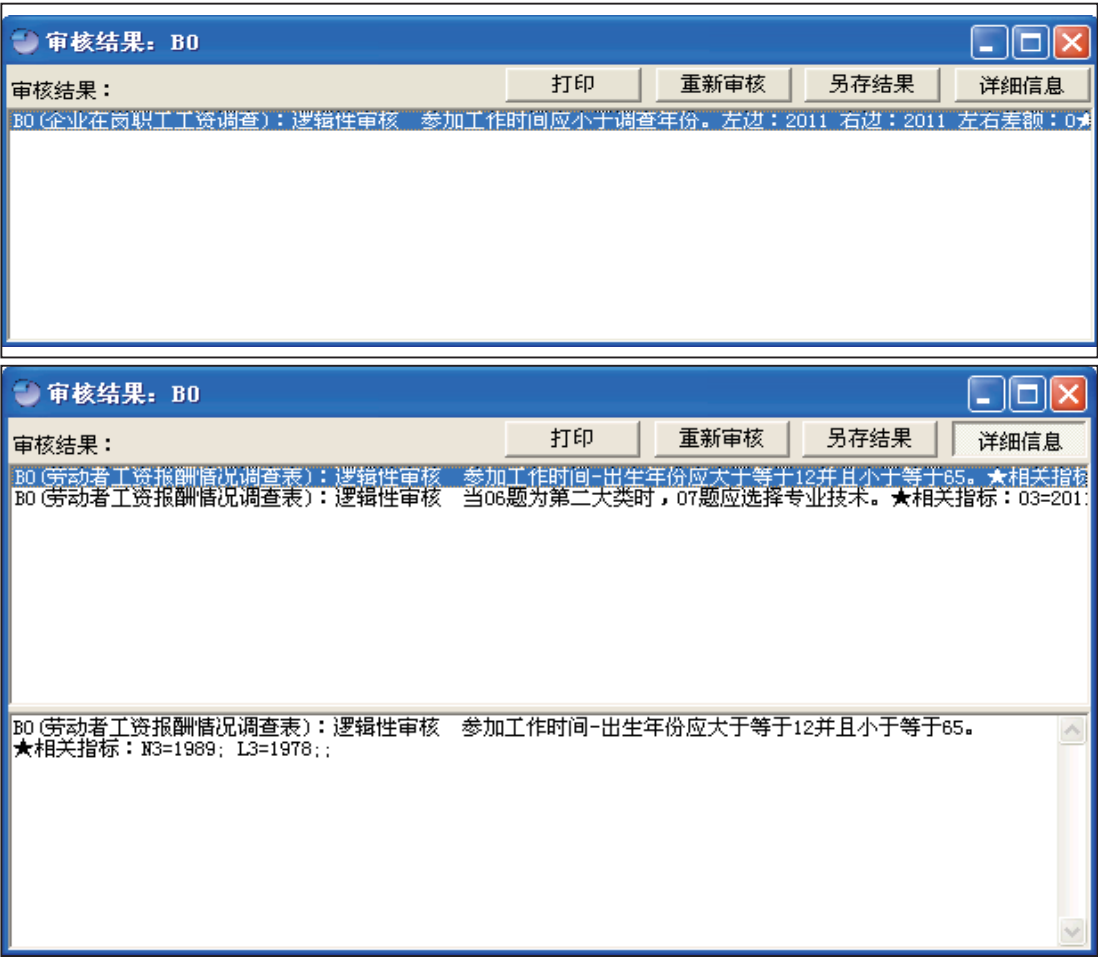 审核结果: B0
审核结果：
打印
重新审核
另存结果
详细信息
B0(企业在岗职工工资调查)：逻辑性审核 参加工作时间应小于调查年份。左边：2011 右边：2011 左右差额：0★
审核结果: B0
审核结果：
打印
重新审核
另存结果
详细信息
B0(劳动者工资报酬情况调查表)：逻辑性审核 参加工作时间-出生年份应大于等于12并且小于等于65。★相关指标
B0(劳动者工资报酬情况调查表)：逻辑性审核 当06题为第二大类时，07题应选择专业技术。★相关指标：03=201
B0(劳动者工资报酬情况调查表)：逻辑性审核 参加工作时间-出生年份应大于等于12并且小于等于65。
★相关指标：N3=1989; L3=1978;;